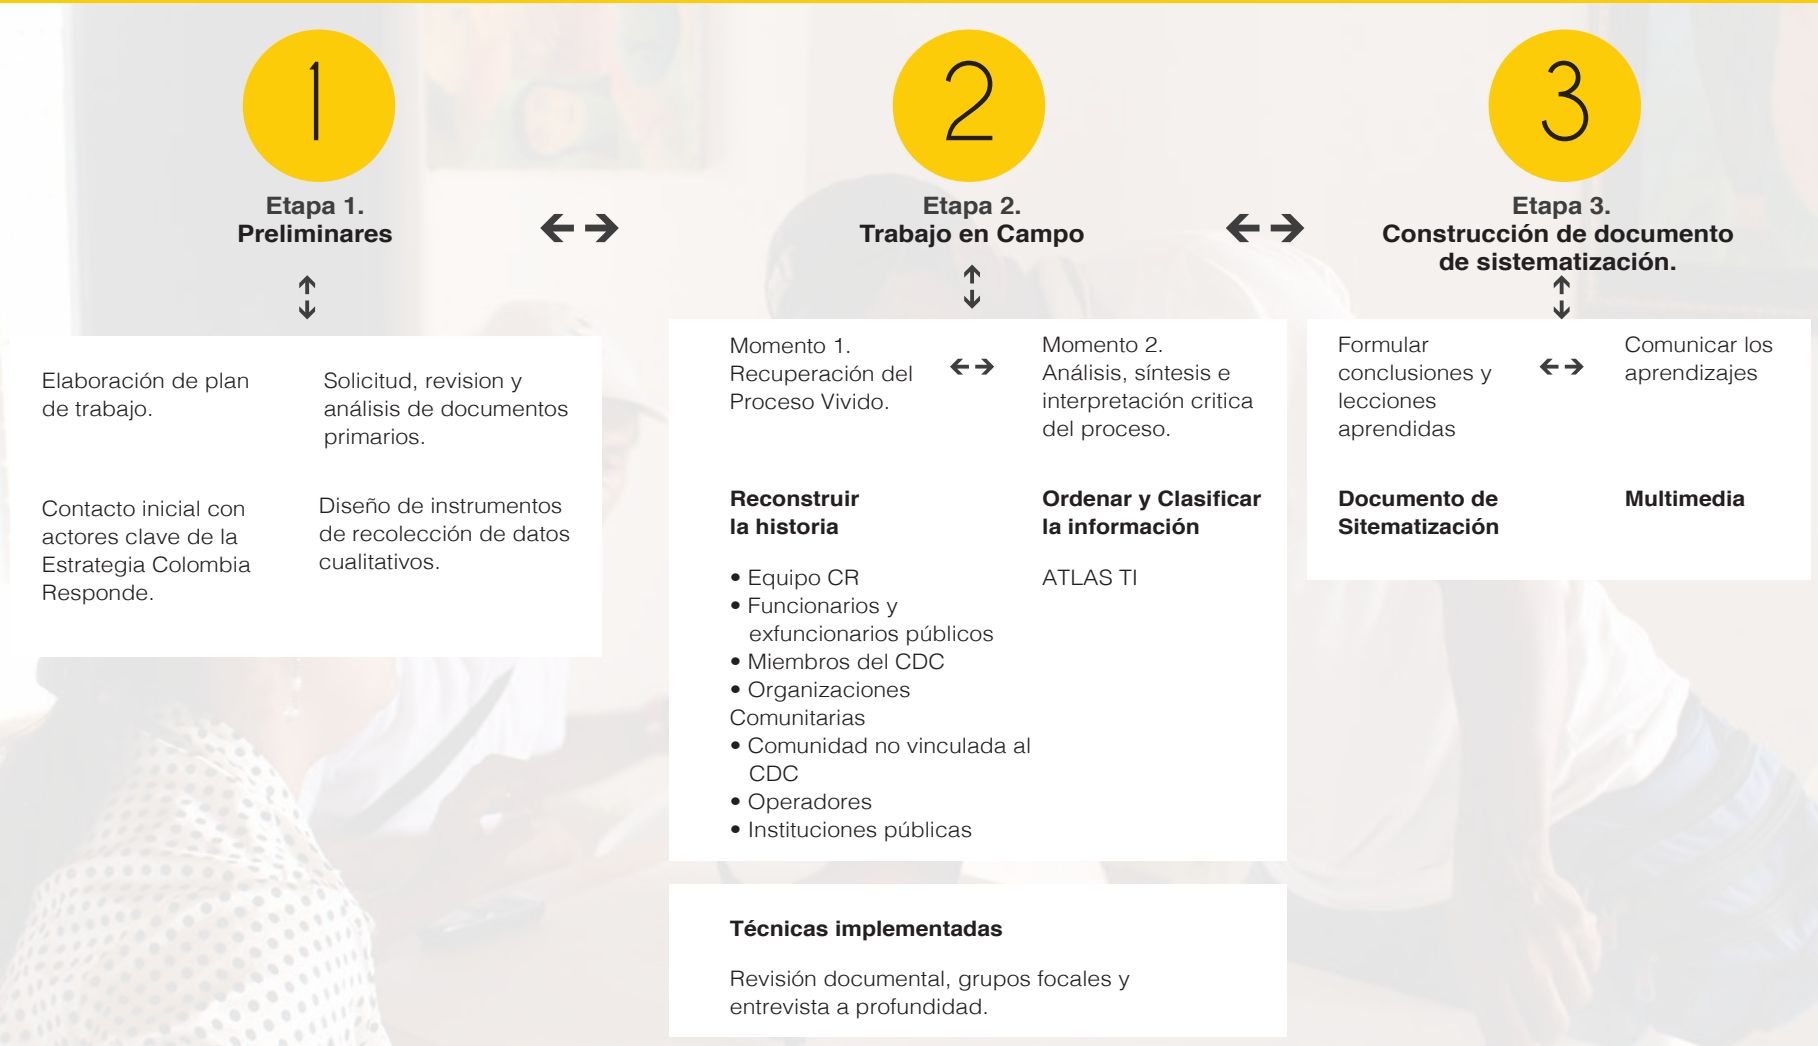 1
Etapa 1.
Preliminares
Elaboración de plan
de trabajo.
Solicitud, revision y
análisis de documentos
primarios.
Contacto inicial con
actores clave de la
Estrategia Colombia
Responde.
Diseño de instrumentos
de recolección de datos
cualitativos.
2
Etapa 2.
Trabajo en Campo
Momento 1.
Recuperación del
Proceso Vivido.
Momento 2.
Análisis, síntesis e
interpretación critica
del proceso.
Reconstruir
la historia
• Equipo CR
• Funcionarios y
exfuncionarios públicos
• Miembros del CDC
• Organizaciones
Comunitarias
• Comunidad no vinculada al
CDC
• Operadores
• Instituciones públicas
Ordenar y Clasificar
la información
ATLAS TI
Técnicas implementadas
Revisión documental, grupos focales y
entrevista a profundidad.
3
Etapa 3.
Construcción de documento
de sistematización.
Formular
conclusiones y
lecciones
aprendidas
Comunicar los
aprendizajes
Documento de
Sitematización
Multimedia